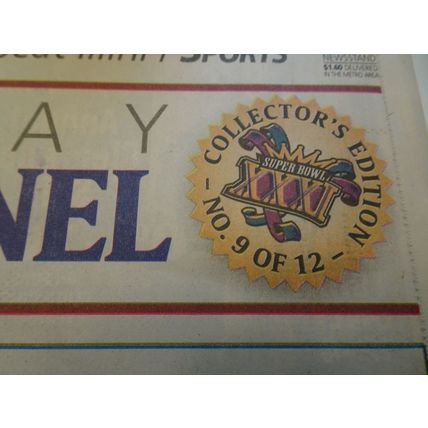 SPORTS
NEWSSTAND
$1.60 DELIVERED
IN THE METRO AREA
AY
NEL
COLLECTOR'S EDITION
SUPER BOWL
XXXI
- NO. 9 OF 12 -